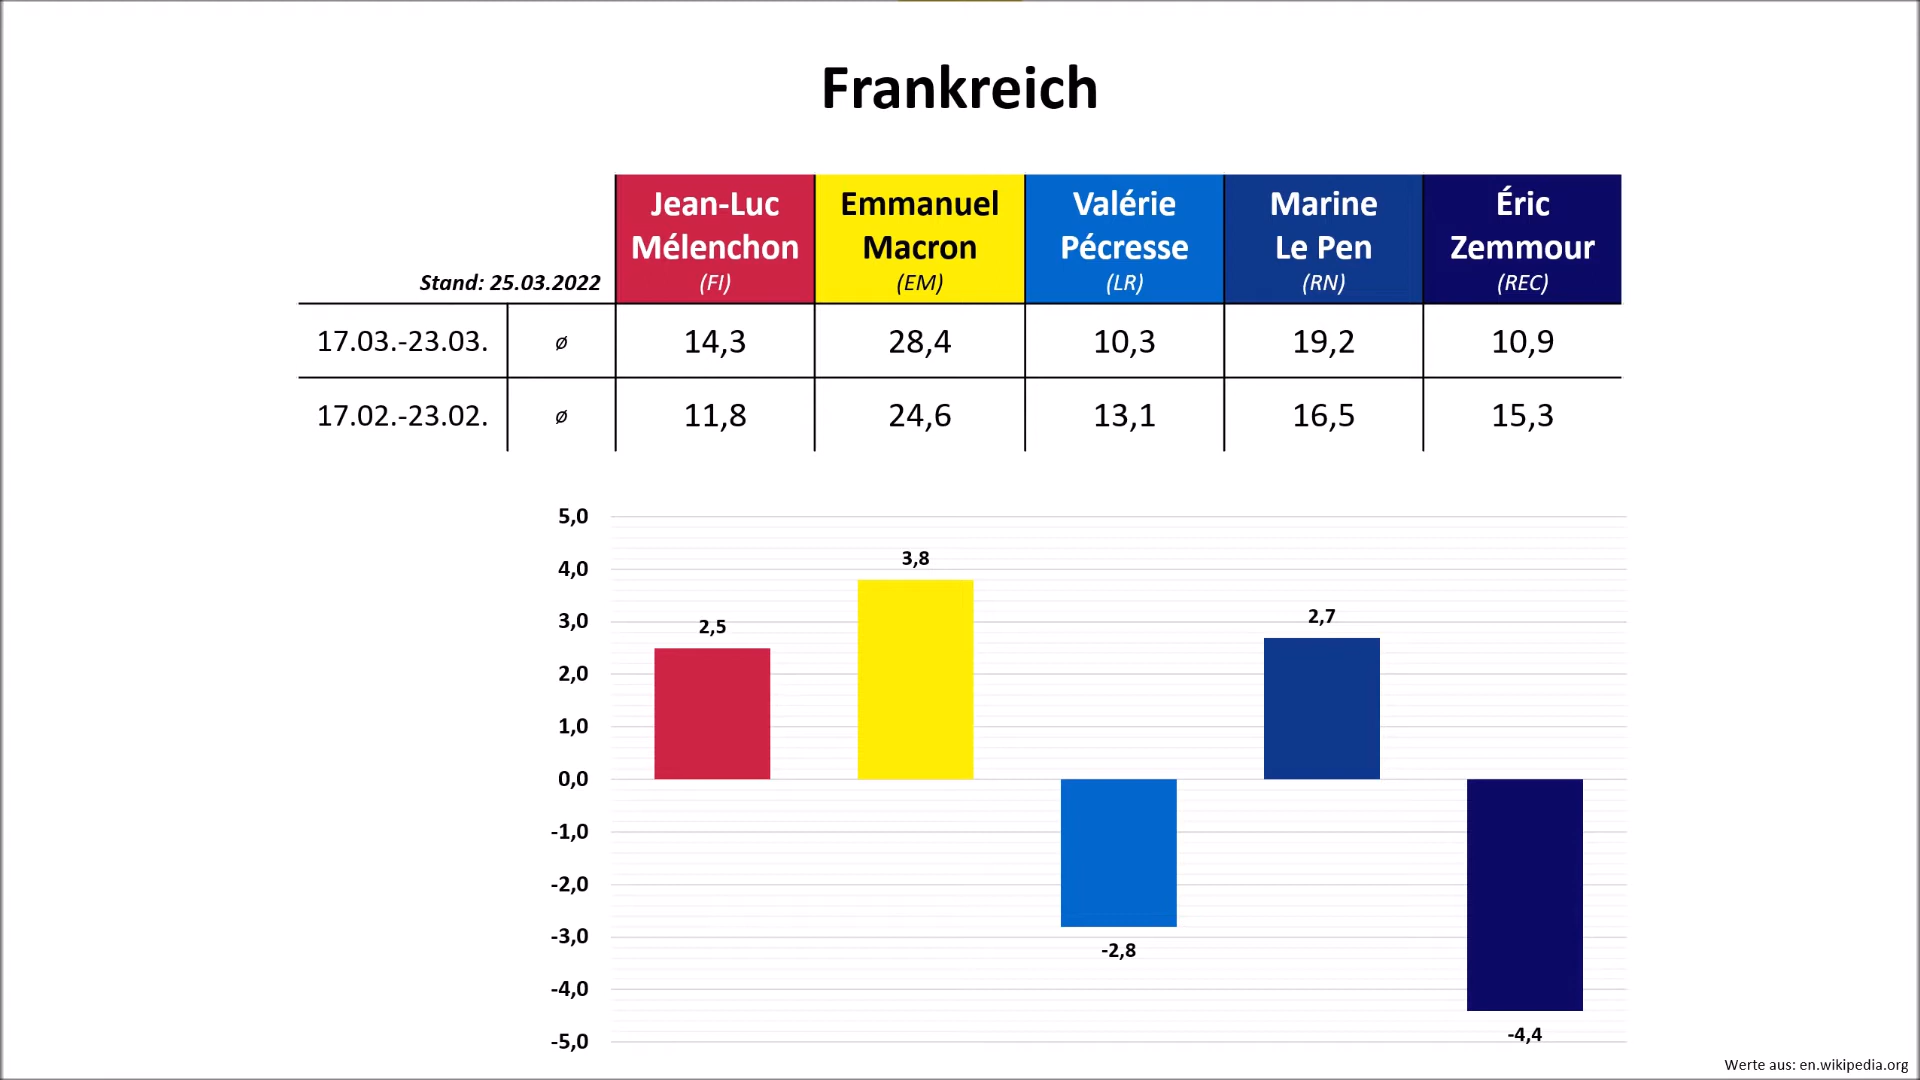 Frankreich
Jean-Luc Mélenchon (FI)
Emmanuel Macron (EM)
Valérie Pécresse (LR)
Marine Le Pen (RN)
Éric Zemmour (REC)
Stand: 25.03.2022
17.03.-23.03. ø 14,3 28,4 10,3 19,2 10,9
17.02.-23.02. ø 11,8 24,6 13,1 16,5 15,3
5,0
4,0
3,0
2,0
1,0
0,0
-1,0
-2,0
-3,0
-4,0
-5,0
2,5
3,8
-2,8
2,7
-4,4
Werte aus: en.wikipedia.org